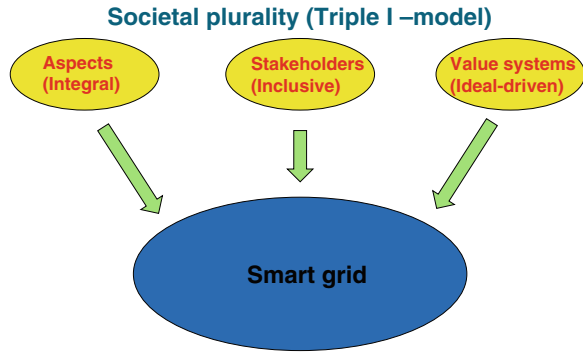 Societal plurality (Triple I –model)
Aspects
(Integral)
Stakeholders
(Inclusive)
Value systems
(Ideal-driven)
Smart grid